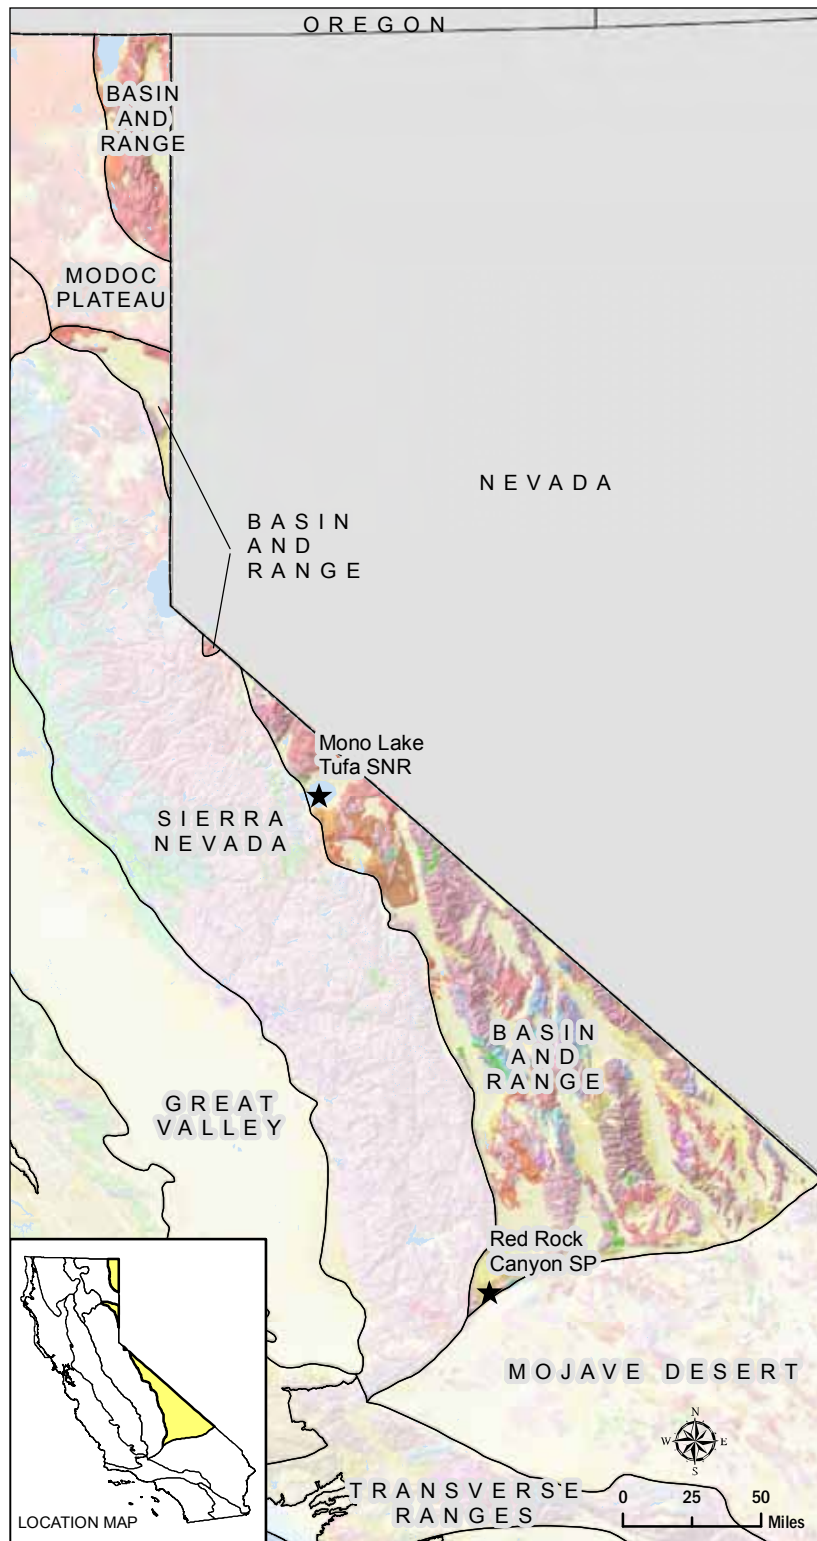 OREGON
BASIN
AND
RANGE
MODOC
PLATEAU
NEVADA
BASIN
AND
RANGE
Mono Lake
Tufa SNR
SIERRA
NEVADA
BASIN
AND
RANGE
GREAT
VALLEY
Red Rock
Canyon SP
MOJAVE DESERT
N
W E
S
TRANSVERSE
RANGES
0 25 50
Miles
LOCATION MAP